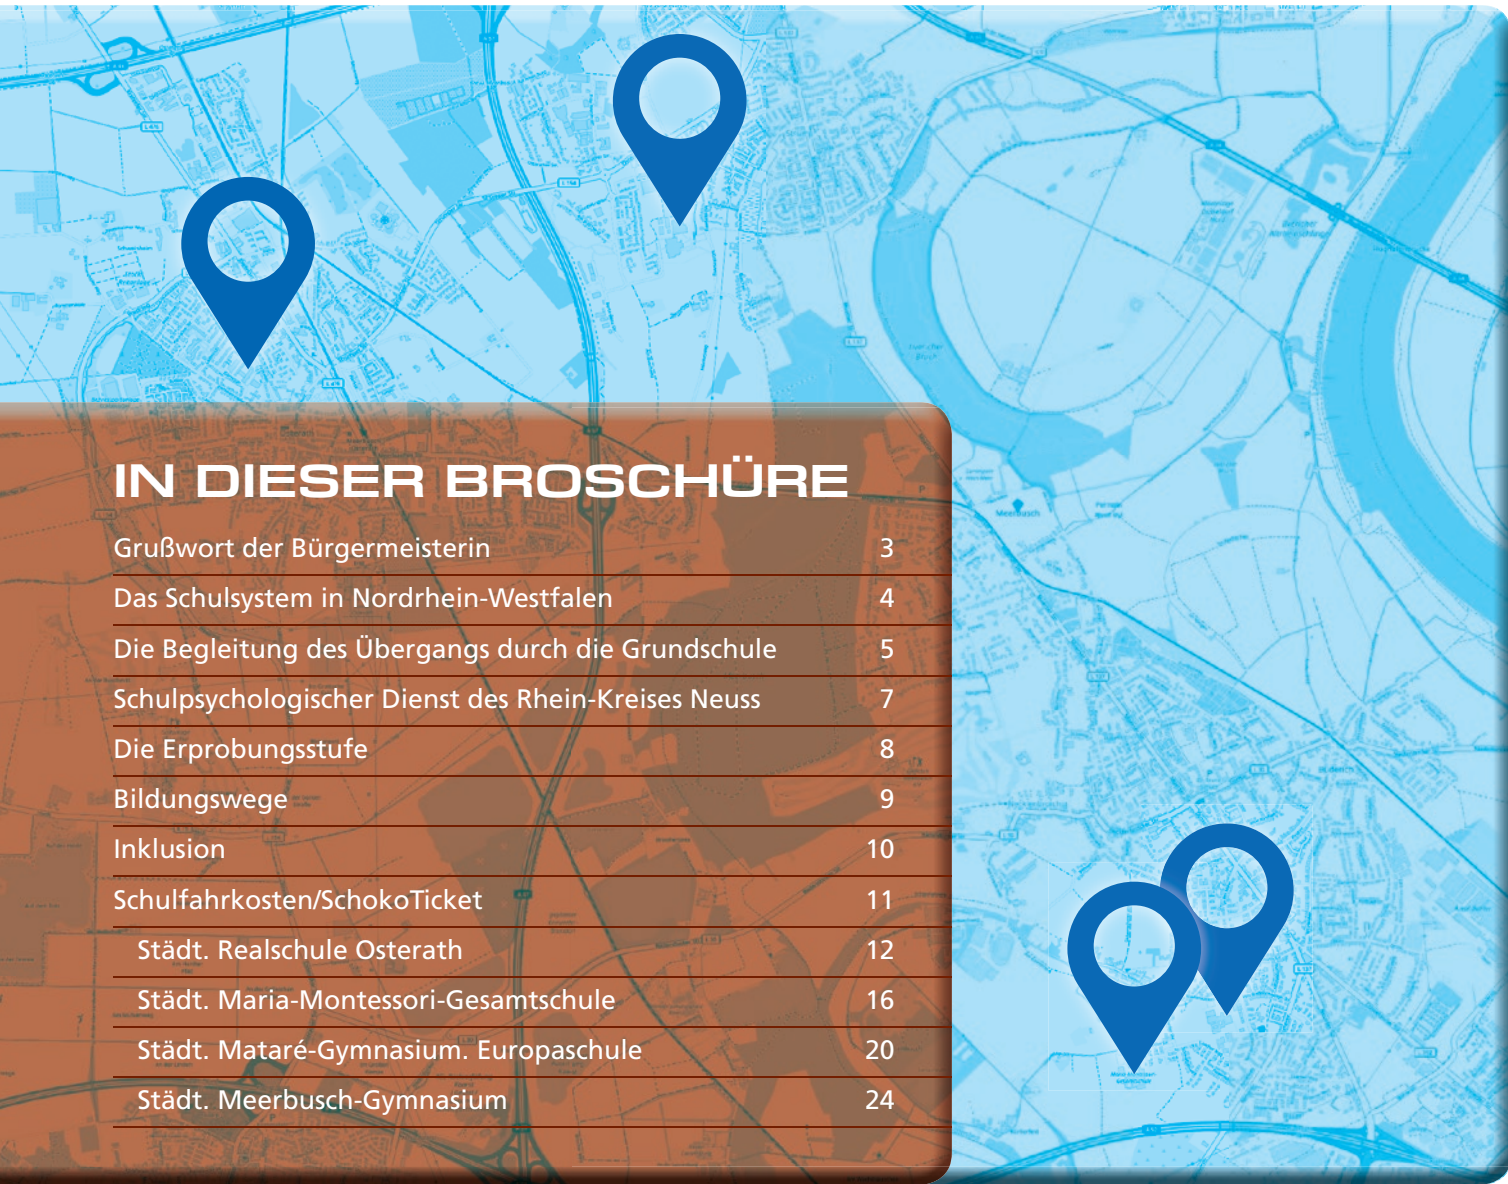 IN DIESER BROSCHÜRE
Grußwort der Bürgermeisterin 3
Das Schulsystem in Nordrhein-Westfalen 4
Die Begleitung des Übergangs durch die Grundschule 5
Schulpsychologischer Dienst des Rhein-Kreises Neuss 7
Die Erprobungsstufe 8
Bildungswege 9
Inklusion 10
Schulfahrkosten/SchokoTicket 11
Städt. Realschule Osterath 12
Städt. Maria-Montessori-Gesamtschule 16
Städt. Mataré-Gymnasium. Europaschule 20
Städt. Meerbusch-Gymnasium 24
Meerbusch